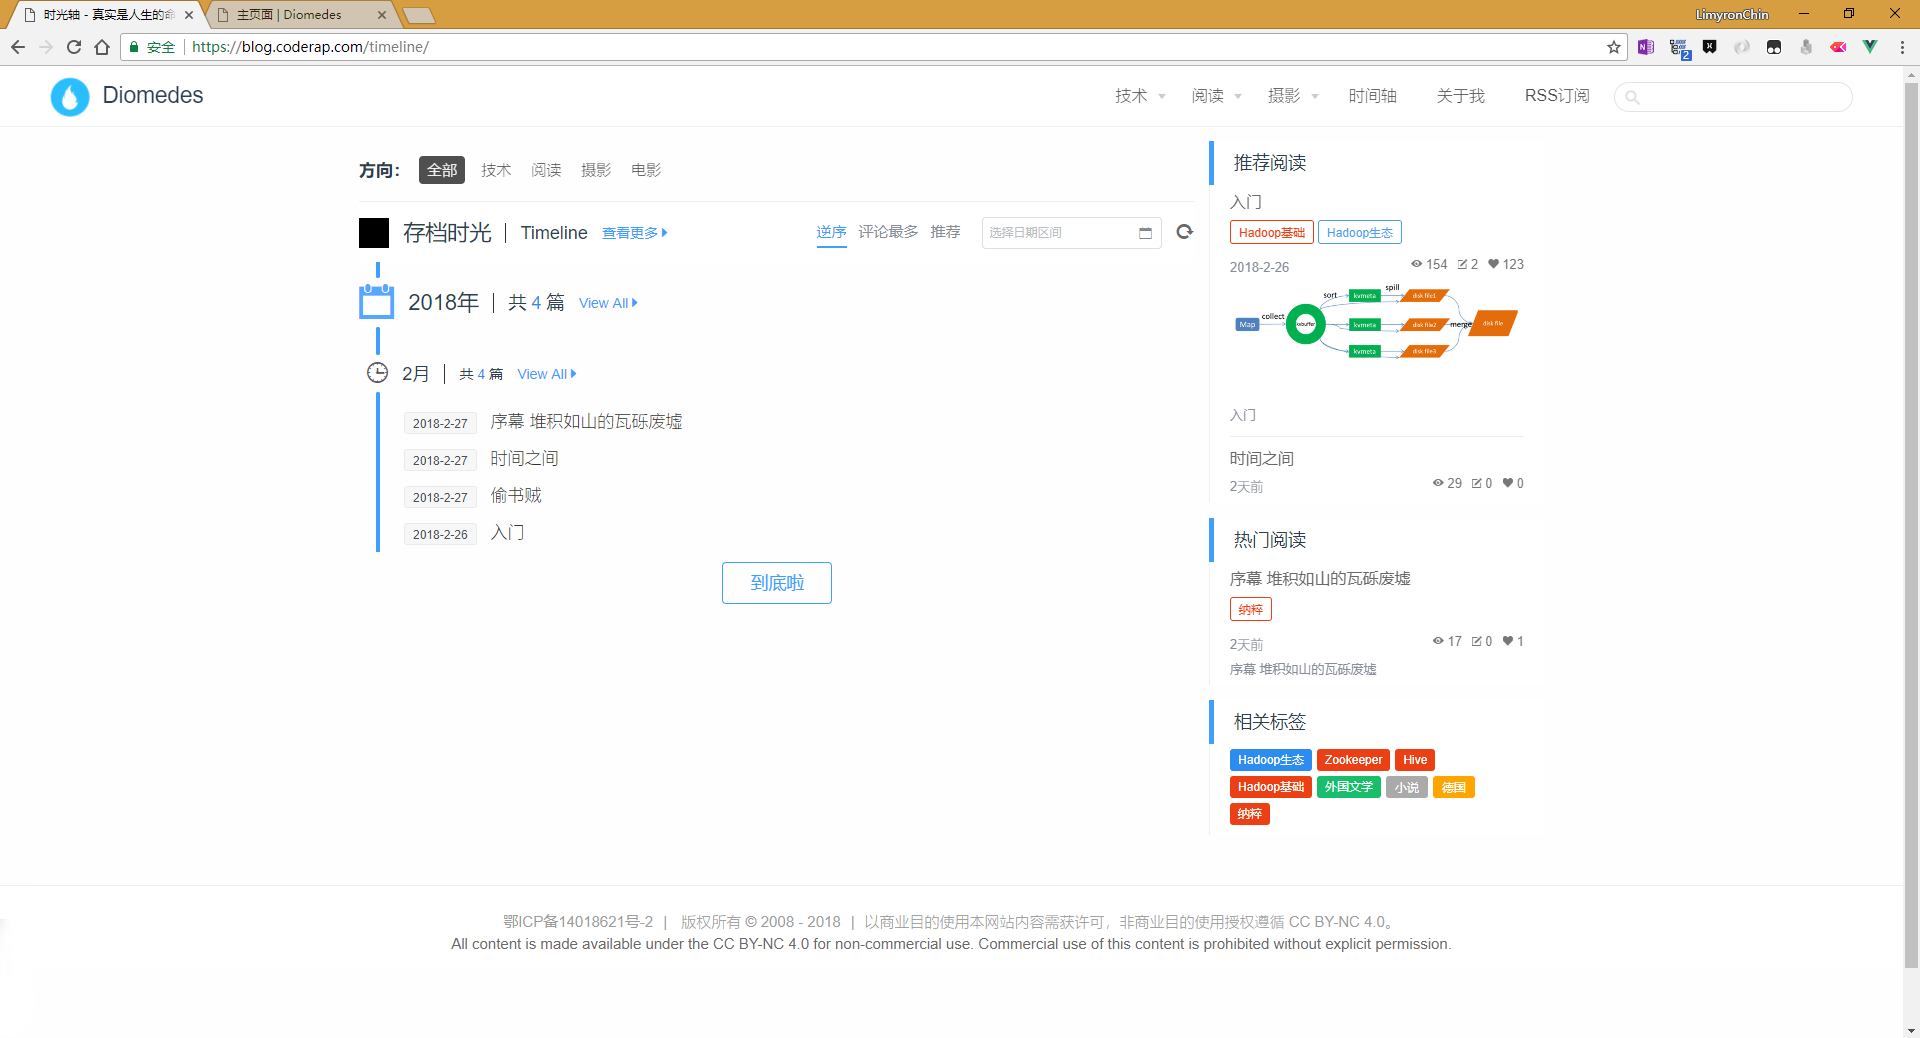 时光轴 - 真实是人生的命
主页面 | Diomedes
LimyronChin
安全
https://blog.coderap.com/timeline/
2
Diomedes
技术
阅读
摄影
时间轴
关于我
RSS订阅
方向:
全部
技术
阅读
摄影
电影
存档时光
Timeline
查看更多
逆序
评论最多
推荐
选择日期区间
2018年
共 4 篇
View All
2月
共 4 篇
View All
2018-2-27 序幕 堆积如山的瓦砾废墟
2018-2-27 时间之间
2018-2-27 偷书贼
2018-2-26 入门
到底啦
推荐阅读
入门
Hadoop基础 Hadoop生态
2018-2-26 154 2 123
Map
collect
kvbuffer
sort
spill
kvmeta
disk file1
kvmeta
disk file2
kvmeta
disk file3
merge
disk file
入门
时间之间
2天前 29 0 0
热门阅读
序幕 堆积如山的瓦砾废墟
纳粹
2天前 17 0 1
序幕 堆积如山的瓦砾废墟
相关标签
Hadoop生态 Zookeeper Hive
Hadoop基础 外国文学 小说 德国
纳粹
鄂ICP备14018621号-2 | 版权所有 © 2008 - 2018 | 以商业目的使用本网站内容需获许可，非商业目的使用授权遵循 CC BY-NC 4.0。
All content is made available under the CC BY-NC 4.0 for non-commercial use. Commercial use of this content is prohibited without explicit permission.